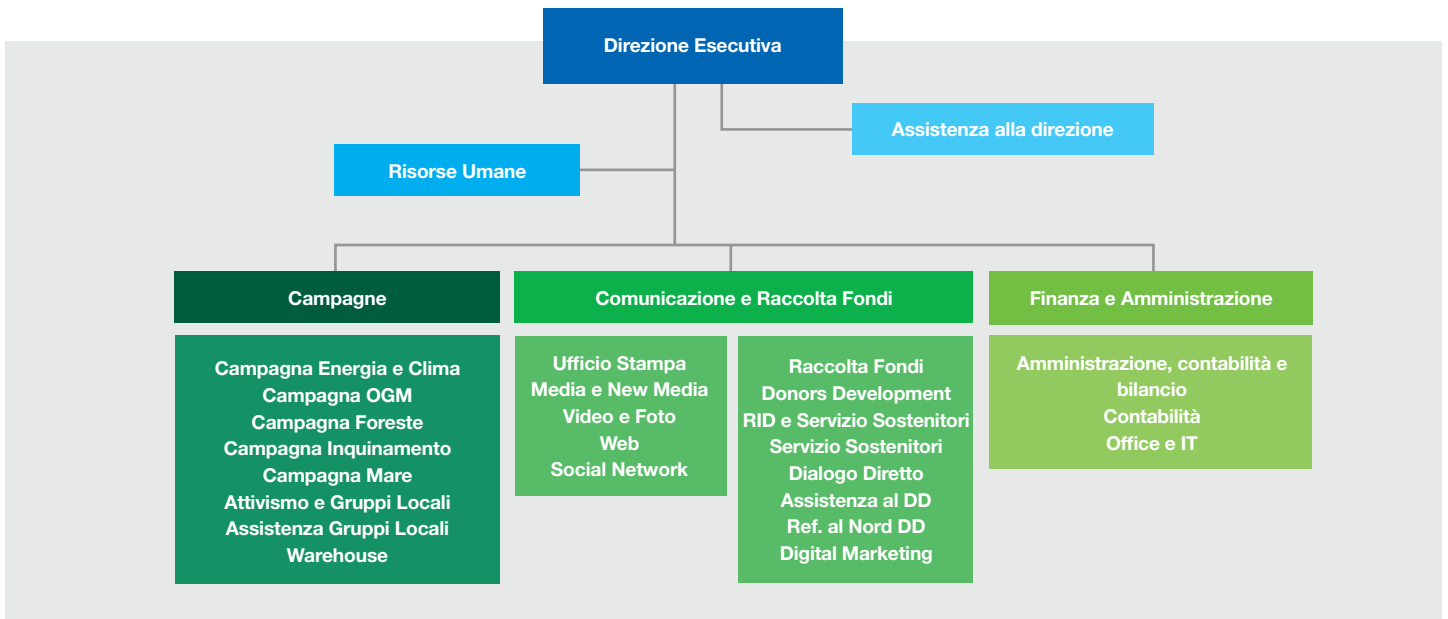 Direzione Esecutiva
Assistenza alla direzione
Risorse Umane
Campagne
Comunicazione e Raccolta Fondi
Finanza e Amministrazione
Campagna Energia e Clima
Campagna OGM
Campagna Foreste
Campagna Inquinamento
Campagna Mare
Attivismo e Gruppi Locali
Assistenza Gruppi Locali
Warehouse
Ufficio Stampa
Media e New Media
Video e Foto
Web
Social Network
Raccolta Fondi
Donors Development
RID e Servizio Sostenitori
Servizio Sostenitori
Dialogo Diretto
Assistenza al DD
Ref. al Nord DD
Digital Marketing
Amministrazione, contabilità e
bilancio
Contabilità
Office e IT